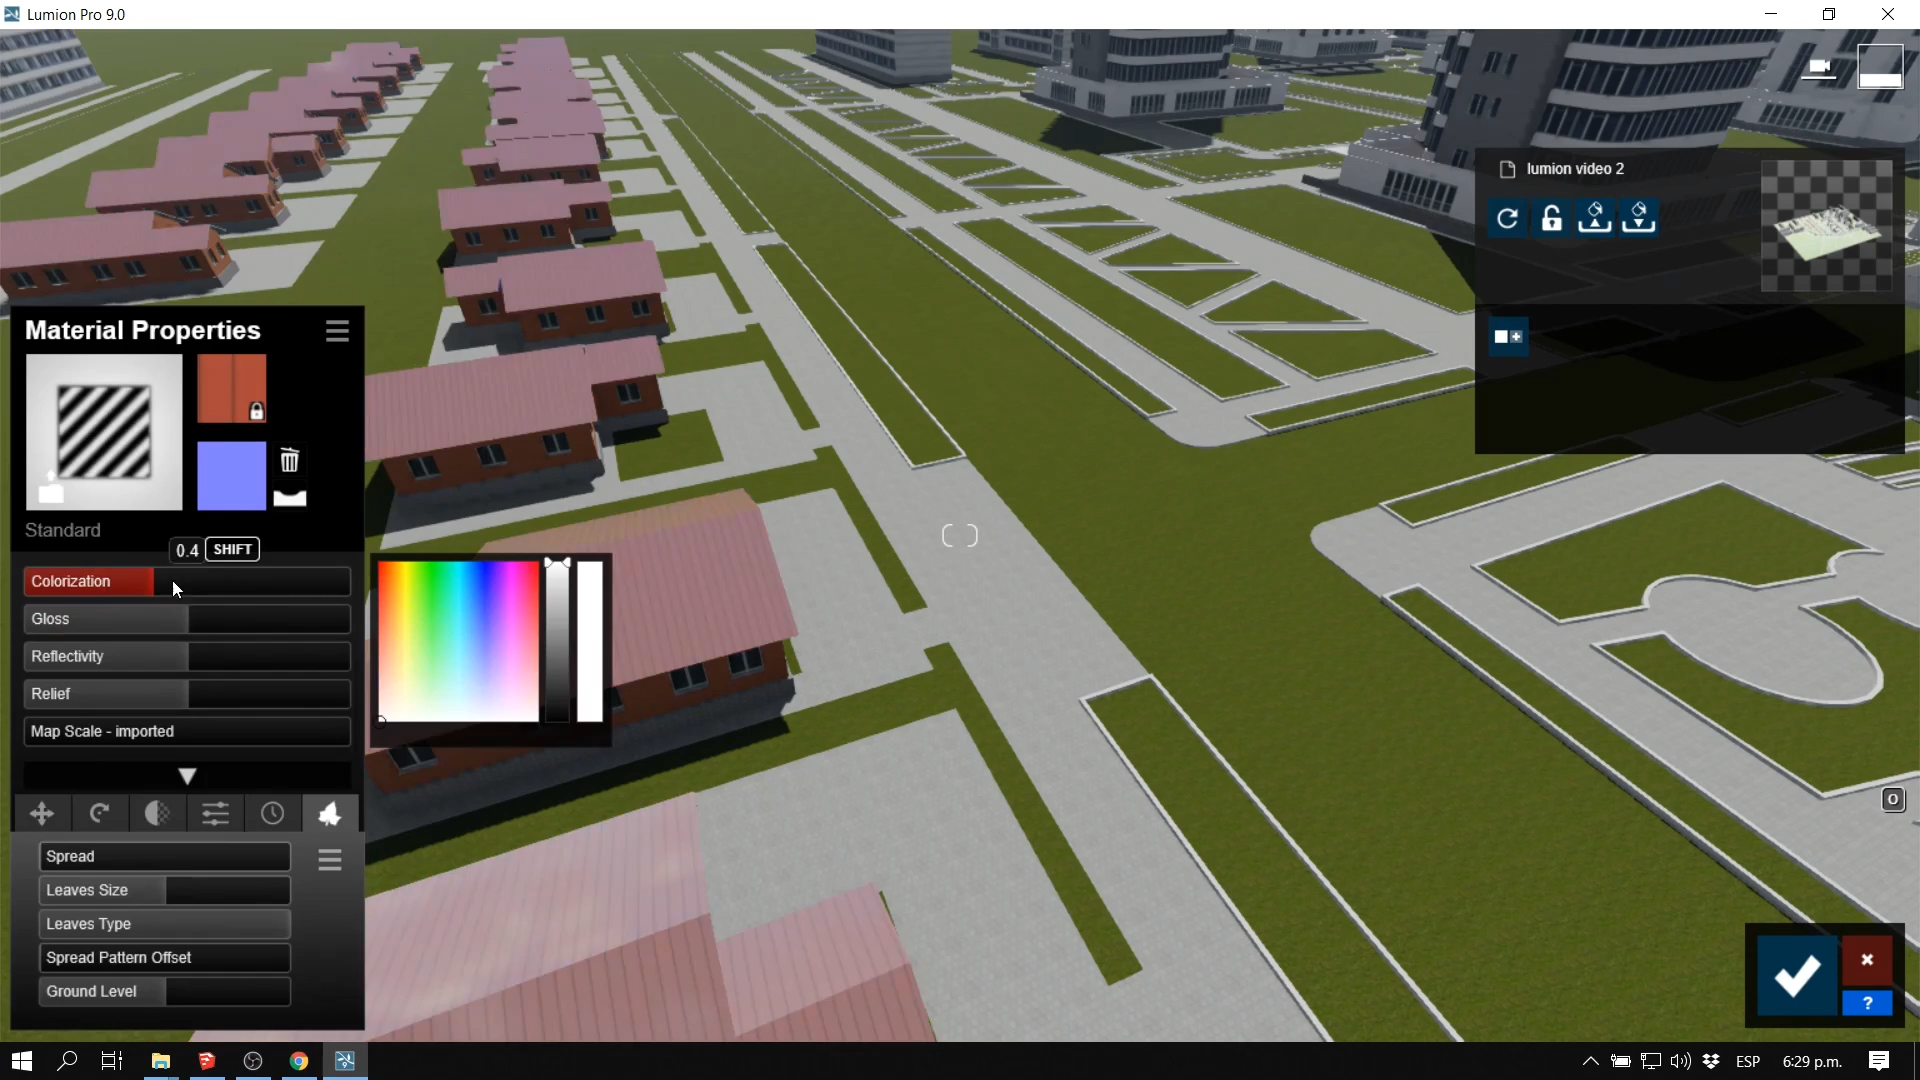 Lumion Pro 9.0
lumion video 2
Material Properties
Standard
0.4 SHIFT
Colorization
Gloss
Reflectivity
Relief
Map Scale - imported
Spread
Leaves Size
Leaves Type
Spread Pattern Offset
Ground Level
O
?
ESP 6:29 p.m.